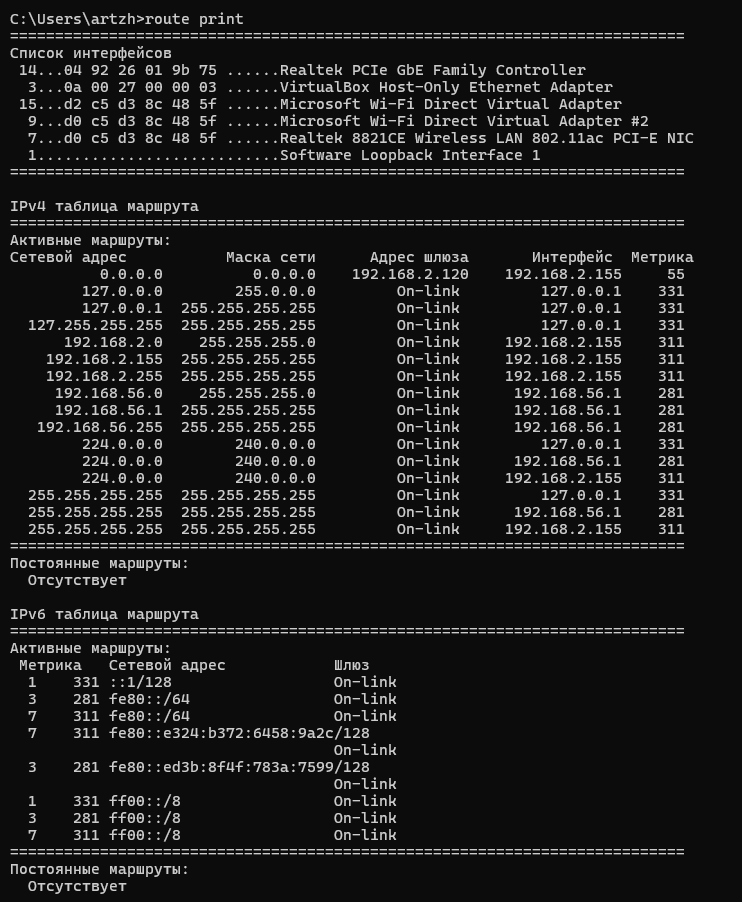 C:\Users\artzh>route print
===========================================================================
Список интерфейсов
 14...04 92 26 01 9b 75 ......Realtek PCIe GbE Family Controller
  3...0a 00 27 00 00 03 ......VirtualBox Host-Only Ethernet Adapter
 15...d2 c5 d3 8c 48 5f ......Microsoft Wi-Fi Direct Virtual Adapter
  9...d0 c5 d3 8c 48 5f ......Microsoft Wi-Fi Direct Virtual Adapter #2
  7...d0 c5 d3 8c 48 5f ......Realtek 8821CE Wireless LAN 802.11ac PCI-E NIC
  1...........................Software Loopback Interface 1
===========================================================================

IPv4 таблица маршрута
===========================================================================
Активные маршруты:
Сетевой адрес           Маска сети      Адрес шлюза       Интерфейс  Метрика
          0.0.0.0          0.0.0.0    192.168.2.120    192.168.2.155     55
        127.0.0.0        255.0.0.0         On-link         127.0.0.1    331
        127.0.0.1  255.255.255.255         On-link         127.0.0.1    331
  127.255.255.255  255.255.255.255         On-link         127.0.0.1    331
      192.168.2.0    255.255.255.0         On-link     192.168.2.155    311
    192.168.2.155  255.255.255.255         On-link     192.168.2.155    311
    192.168.2.255  255.255.255.255         On-link     192.168.2.155    311
     192.168.56.0    255.255.255.0         On-link      192.168.56.1    281
     192.168.56.1  255.255.255.255         On-link      192.168.56.1    281
   192.168.56.255  255.255.255.255         On-link      192.168.56.1    281
        224.0.0.0        240.0.0.0         On-link         127.0.0.1    331
        224.0.0.0        240.0.0.0         On-link      192.168.56.1    281
        224.0.0.0        240.0.0.0         On-link     192.168.2.155    311
  255.255.255.255  255.255.255.255         On-link         127.0.0.1    331
  255.255.255.255  255.255.255.255         On-link      192.168.56.1    281
  255.255.255.255  255.255.255.255         On-link     192.168.2.155    311
===========================================================================
Постоянные маршруты:
  Отсутствует

IPv6 таблица маршрута
===========================================================================
Активные маршруты:
 Метрика   Сетевой адрес            Шлюз
  1    331 ::1/128                  On-link
  3    281 fe80::/64                On-link
  7    311 fe80::/64                On-link
  7    311 fe80::e324:b372:6458:9a2c/128
                                    On-link
  3    281 fe80::ed3b:8f4f:783a:7599/128
                                    On-link
  1    331 ff00::/8                 On-link
  3    281 ff00::/8                 On-link
  7    311 ff00::/8                 On-link
===========================================================================
Постоянные маршруты:
  Отсутствует